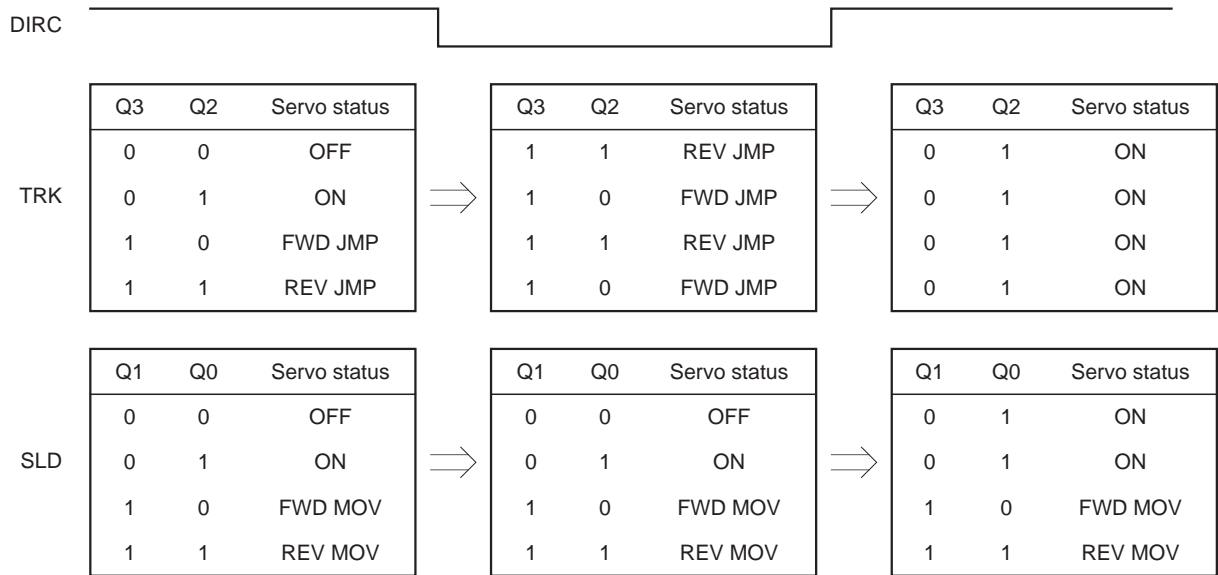 DIRC
Q3 Q2 Servo status Q3 Q2 Servo status Q3 Q2 Servo status
0 0 OFF 1 1 REV JMP 0 1 ON
TRK 0 1 ON 1 0 FWD JMP 0 1 ON
1 0 FWD JMP 1 1 REV JMP 0 1 ON
1 1 REV JMP 1 0 FWD JMP 0 1 ON
Q1 Q0 Servo status Q1 Q0 Servo status Q1 Q0 Servo status
0 0 OFF 0 0 OFF 0 1 ON
SLD 0 1 ON 0 1 ON 0 1 ON
1 0 FWD MOV 1 0 FWD MOV 1 0 FWD MOV
1 1 REV MOV 1 1 REV MOV 1 1 REV MOV